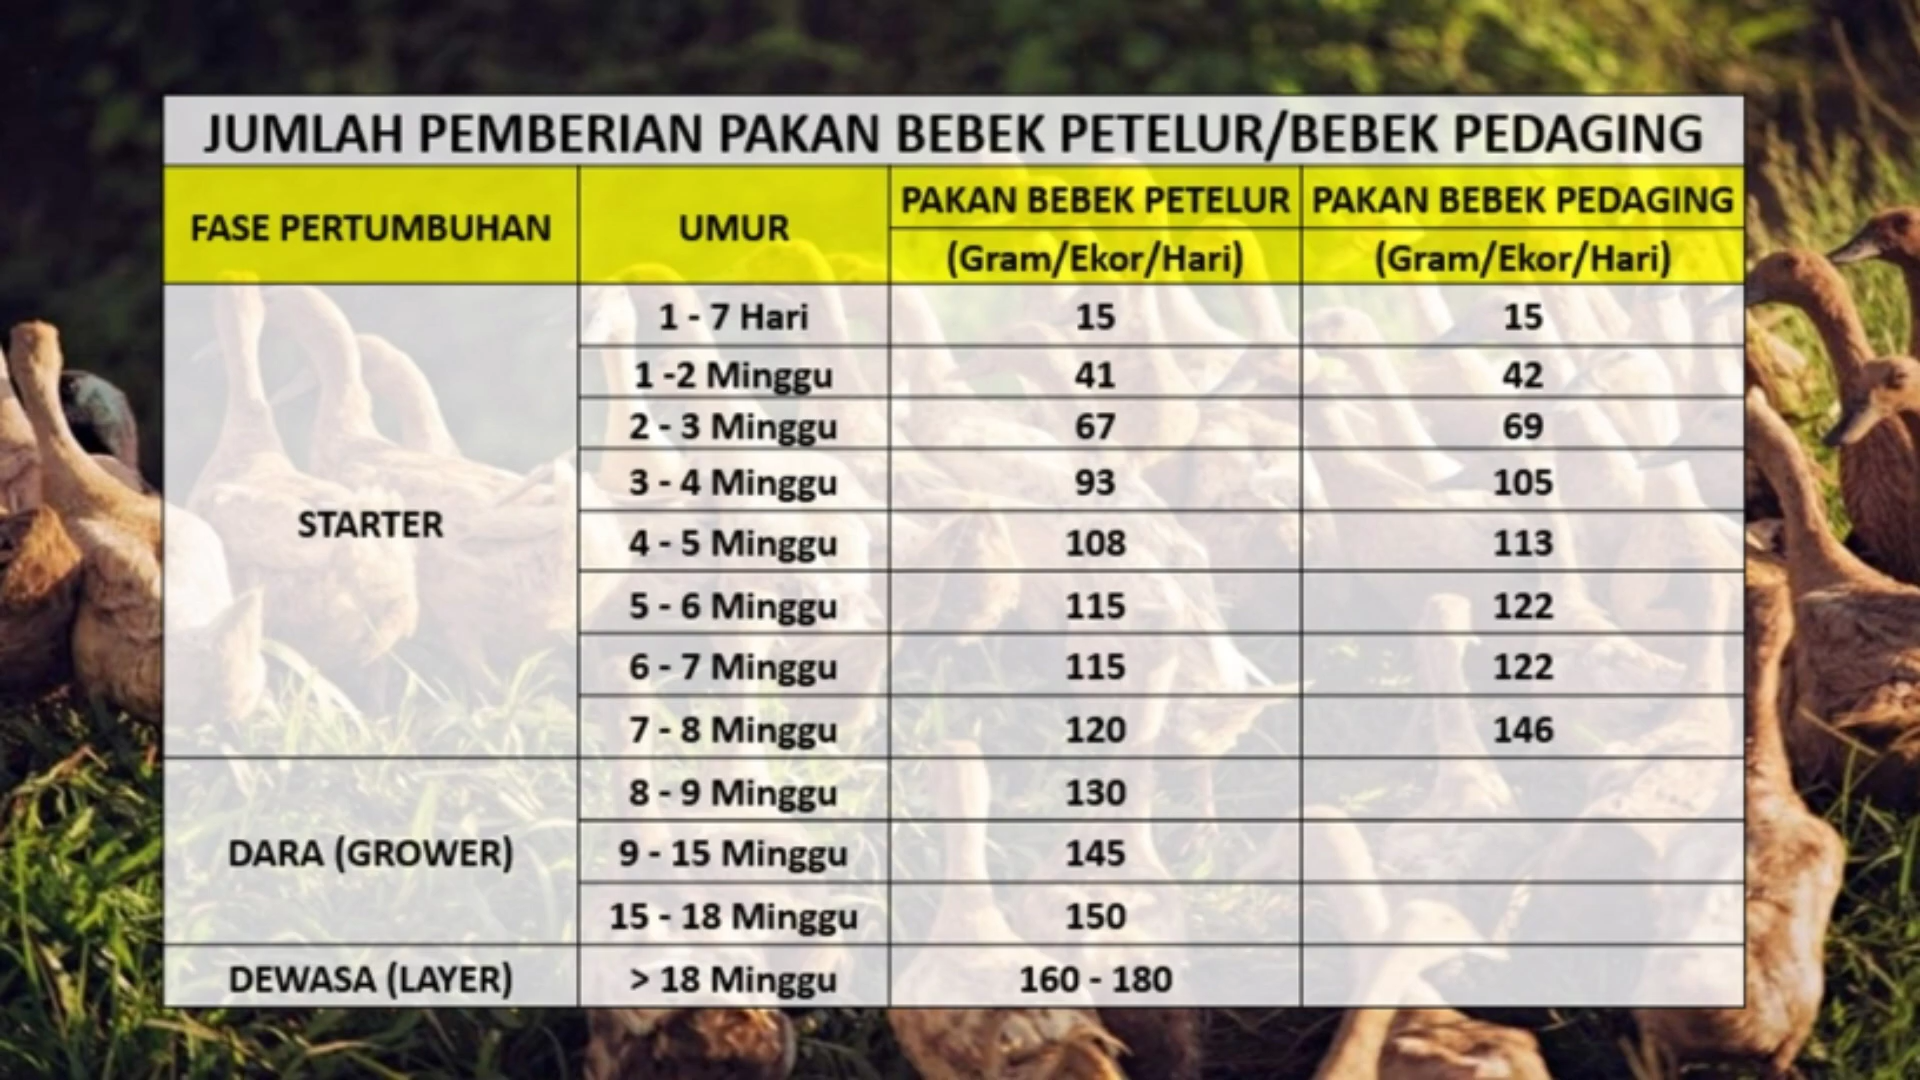 JUMLAH PEMBERIAN PAKAN BEBEK PETELUR/BEBEK PEDAGING
FASE PERTUMBUHAN UMUR PAKAN BEBEK PETELUR PAKAN BEBEK PEDAGING
(Gram/Ekor/Hari) (Gram/Ekor/Hari)
STARTER
1 - 7 Hari 15 15
1 -2 Minggu 41 42
2 - 3 Minggu 67 69
3 - 4 Minggu 93 105
4 - 5 Minggu 108 113
5 - 6 Minggu 115 122
6 - 7 Minggu 115 122
7 - 8 Minggu 120 146
DARA (GROWER)
8 - 9 Minggu 130
9 - 15 Minggu 145
15 - 18 Minggu 150
DEWASA (LAYER) > 18 Minggu 160 - 180